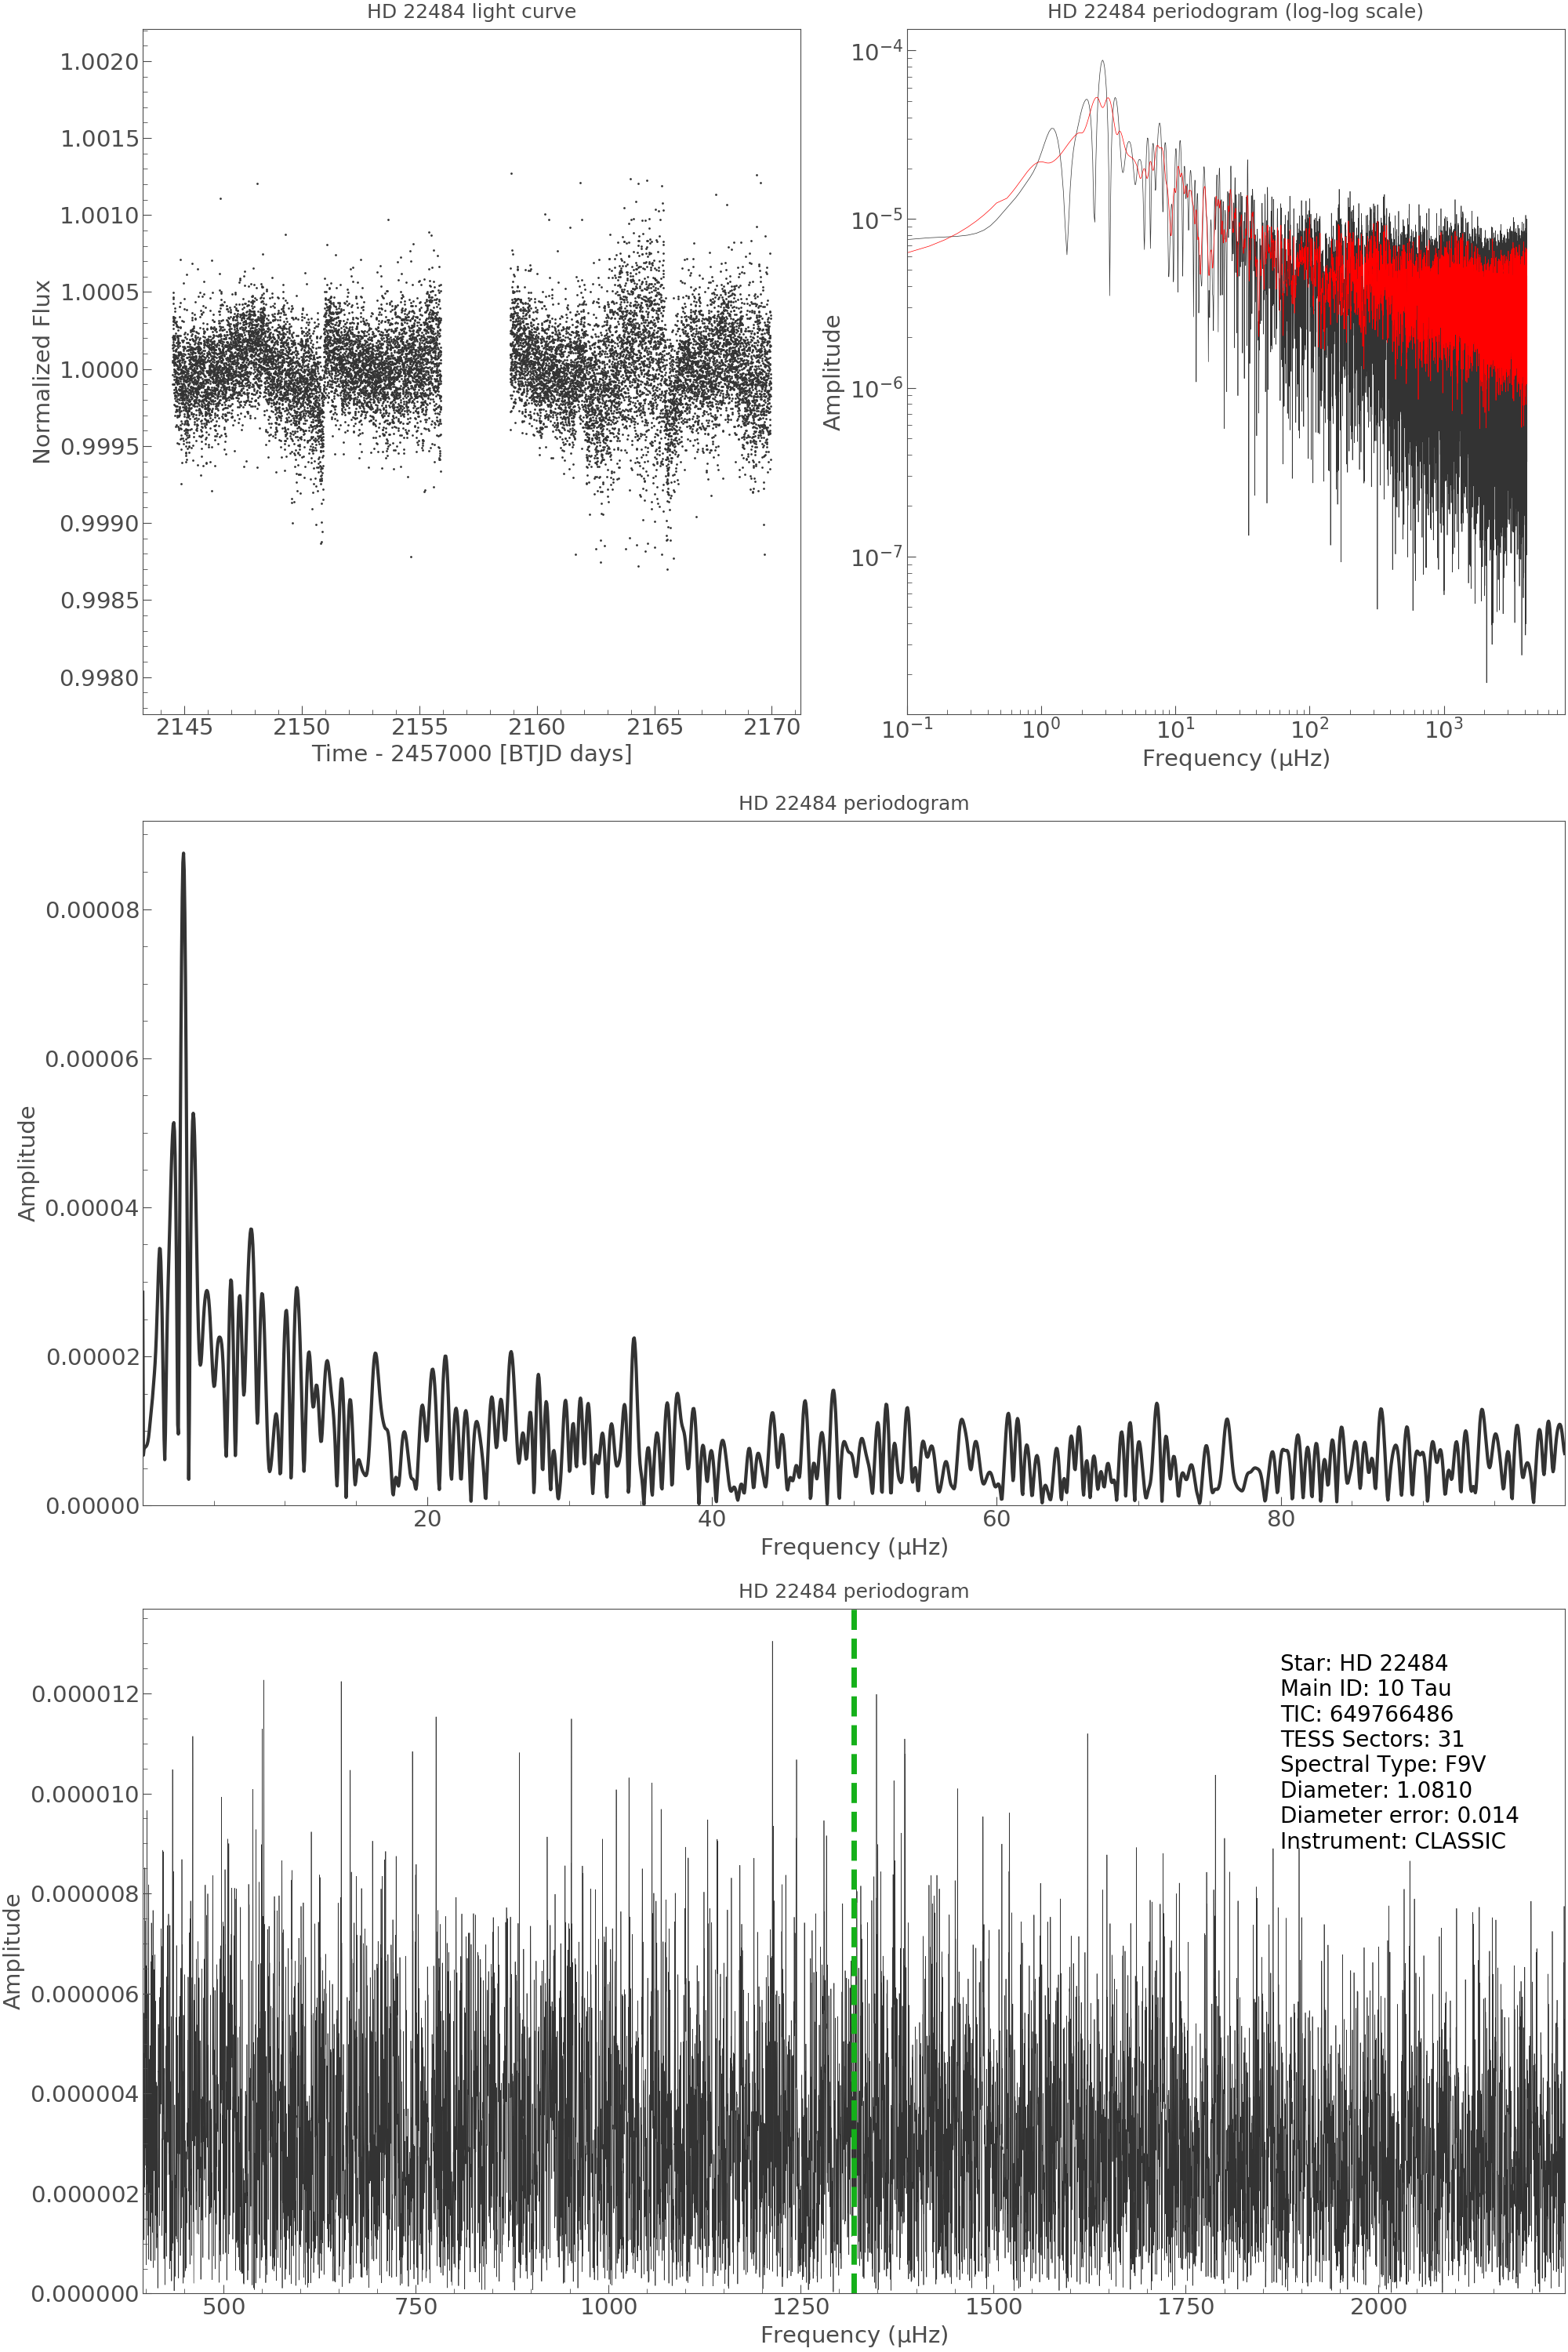 HD 22484 light curve
1.0020
1.0015
1.0010
1.0005
1.0000
0.9995
0.9990
0.9985
0.9980
Normalized Flux
2145 2150 2155 2160 2165 2170
Time - 2457000 [BTJD days]
HD 22484 periodogram (log-log scale)
10⁻⁴
10⁻⁵
10⁻⁶
10⁻⁷
Amplitude
10⁻¹ 10⁰ 10¹ 10² 10³
Frequency (µHz)
HD 22484 periodogram
0.00008
0.00006
0.00004
0.00002
0.00000
Amplitude
20 40 60 80
Frequency (µHz)
HD 22484 periodogram
0.000012
0.000010
0.000008
0.000006
0.000004
0.000002
0.000000
Amplitude
Star: HD 22484
Main ID: 10 Tau
TIC: 649766486
TESS Sectors: 31
Spectral Type: F9V
Diameter: 1.0810
Diameter error: 0.014
Instrument: CLASSIC
500 750 1000 1250 1500 1750 2000
Frequency (µHz)